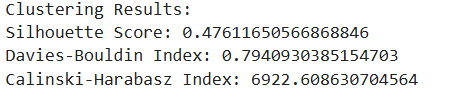 Clustering Results:
Silhouette Score: 0.47611650566868846
Davies-Bouldin Index: 0.7940930385154703
Calinski-Harabasz Index: 6922.608630704564